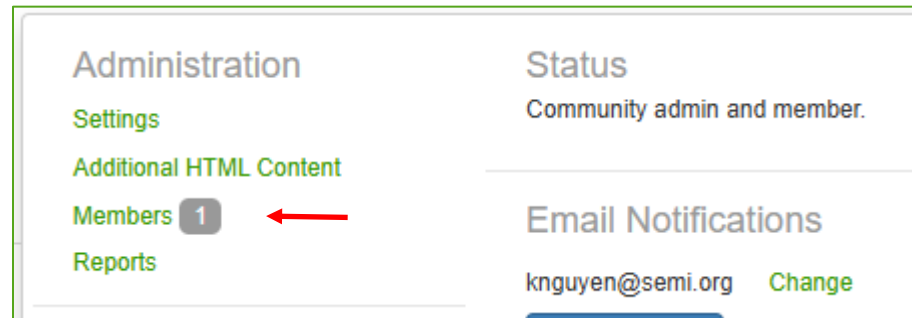 Administration
Settings
Additional HTML Content
Members 1
Reports
Status
Community admin and member.
Email Notifications
knguyen@semi.org Change